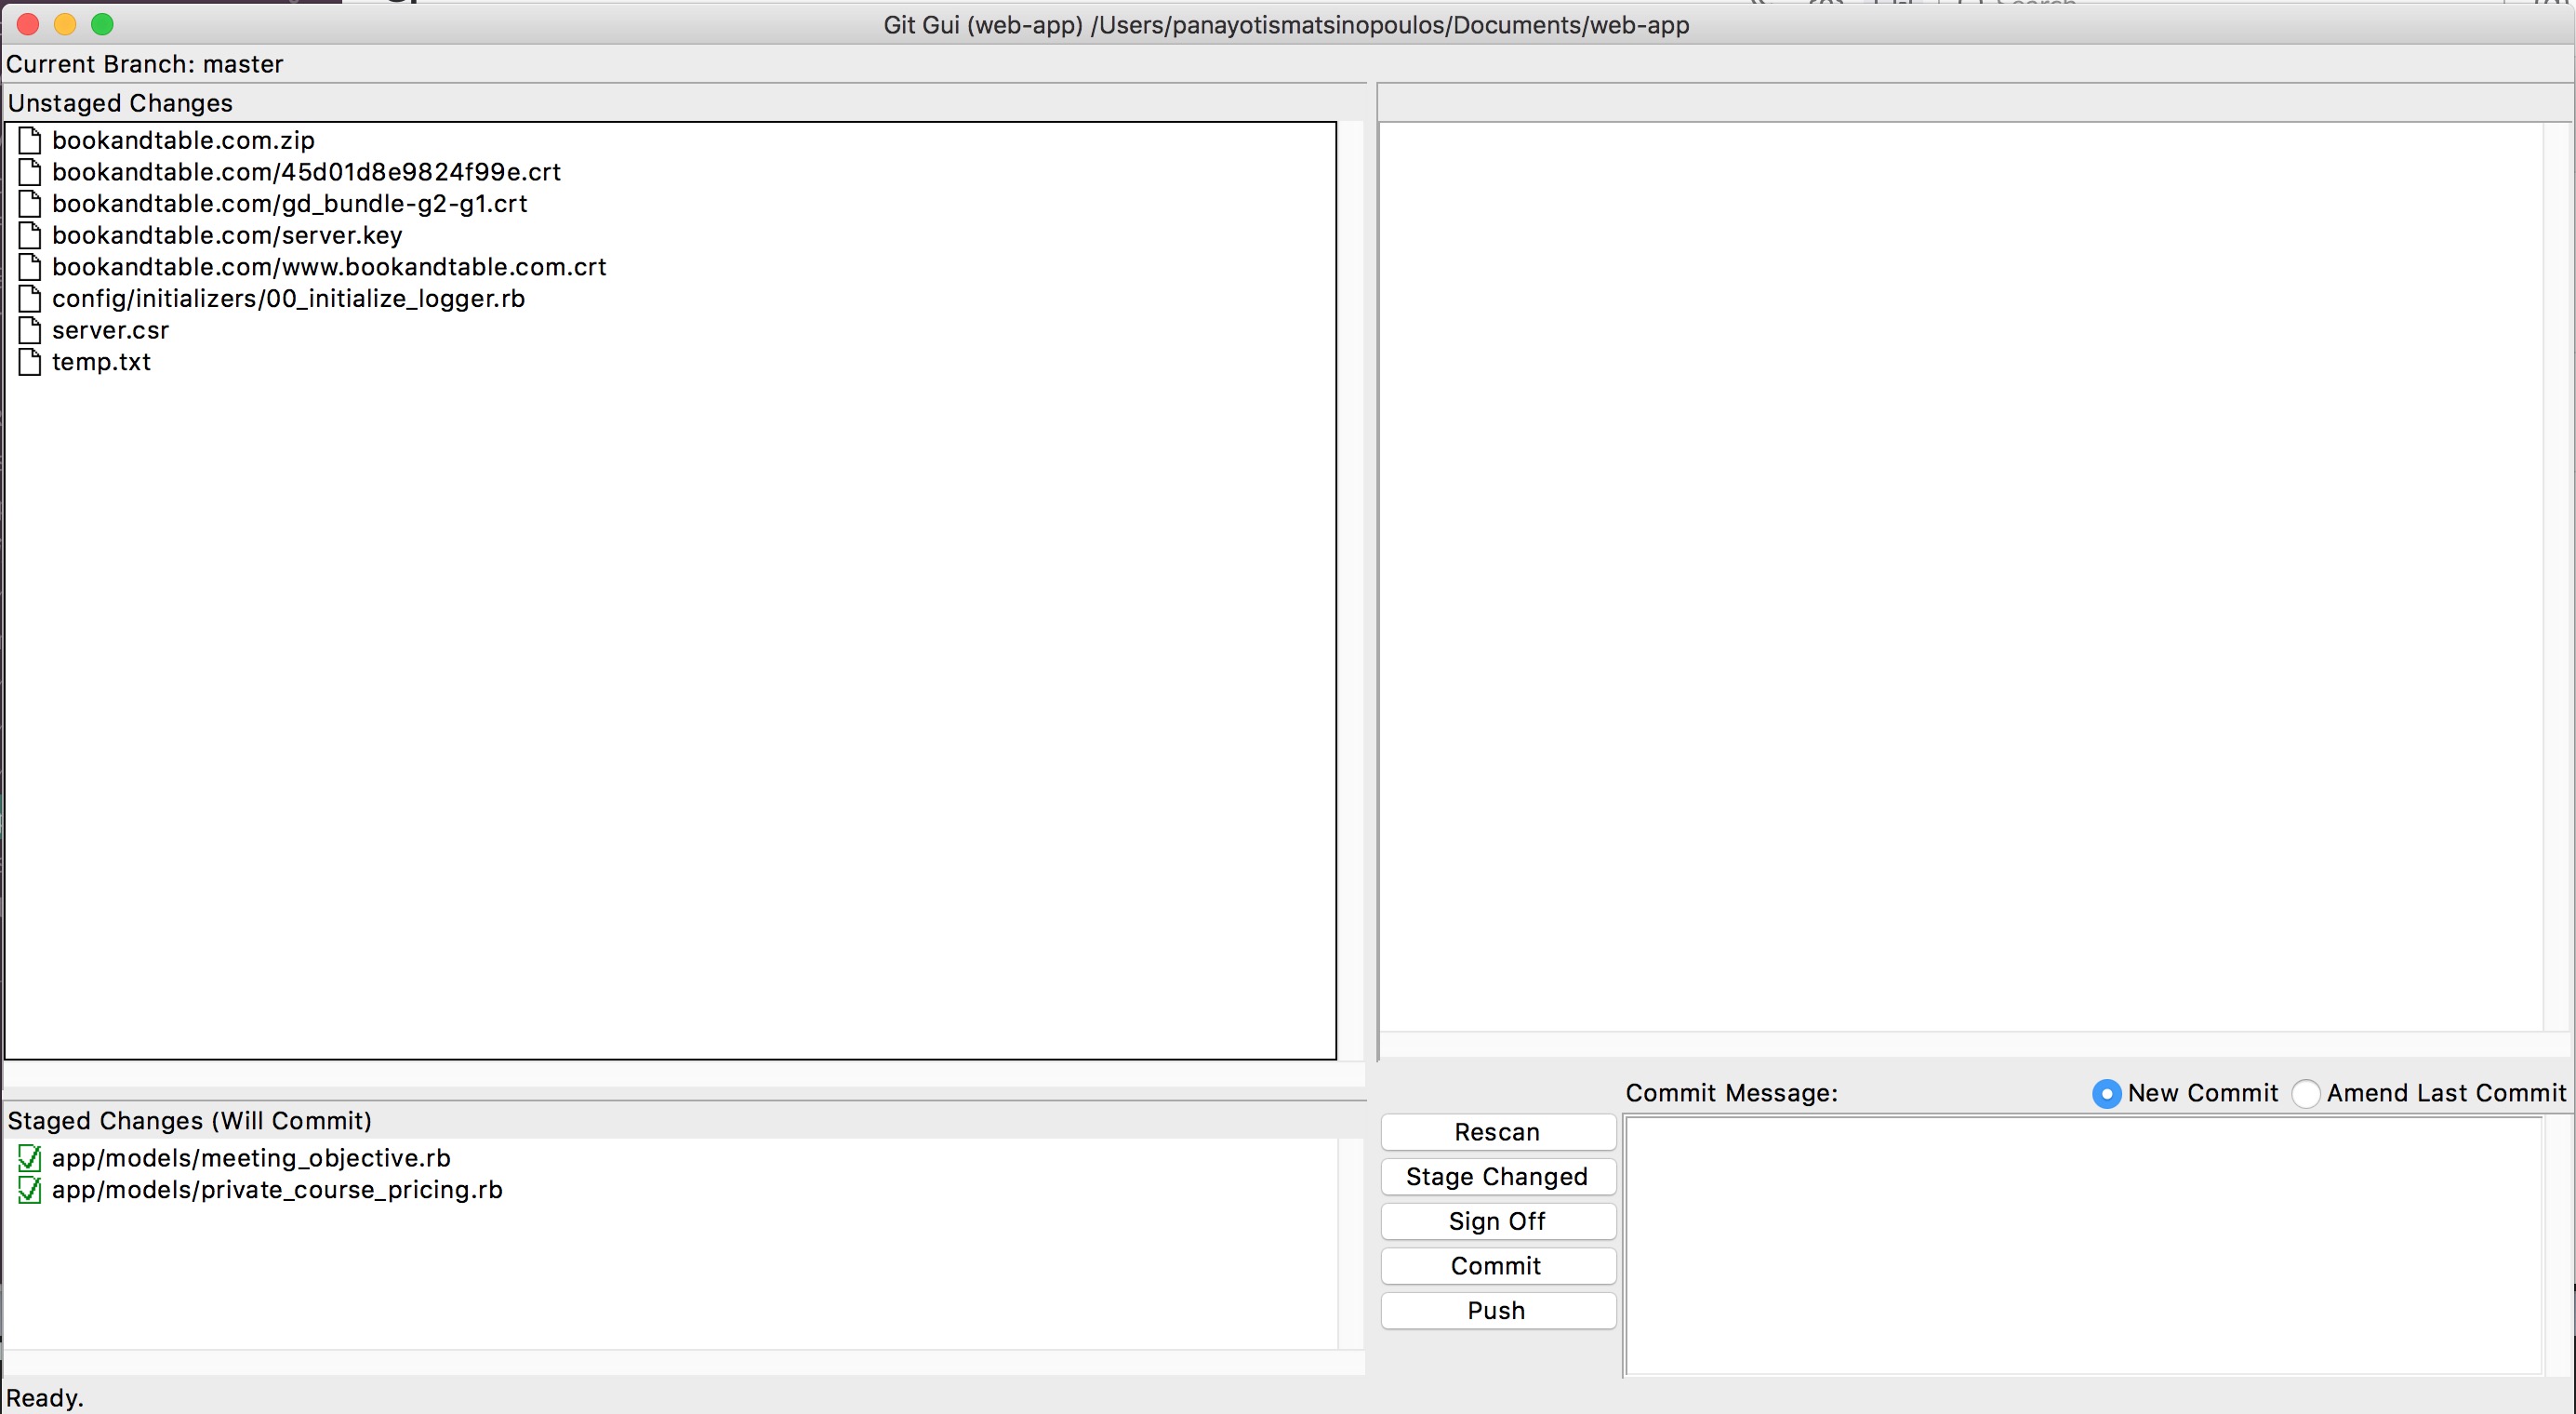 Git Gui (web-app) /Users/panayotismatsinopoulos/Documents/web-app
Current Branch: master
Unstaged Changes
bookandtable.com.zip
bookandtable.com/45d01d8e9824f99e.crt
bookandtable.com/gd_bundle-g2-g1.crt
bookandtable.com/server.key
bookandtable.com/www.bookandtable.com.crt
config/initializers/00_initialize_logger.rb
server.csr
temp.txt
Staged Changes (Will Commit)
app/models/meeting_objective.rb
app/models/private_course_pricing.rb
Commit Message:
New Commit
Amend Last Commit
Rescan
Stage Changed
Sign Off
Commit
Push
Ready.